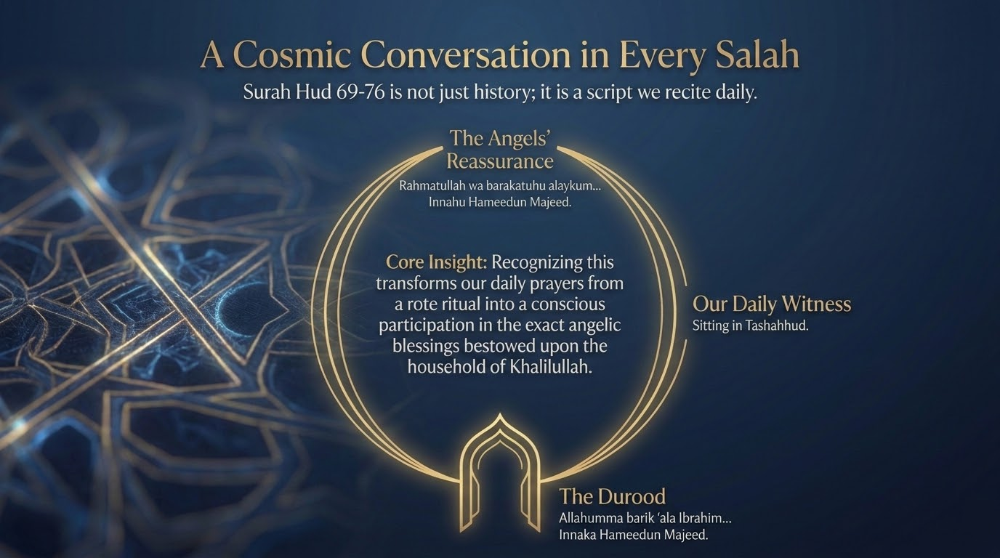 A Cosmic Conversation in Every Salah
Surah Hud 69-76 is not just history; it is a script we recite daily.
The Angels’
Reassurance
Rahmatullah wa barakatuhu alaykum...
Innahu Hameedun Majeed.
Core Insight: Recognizing this
transforms our daily prayers from
a rote ritual into a conscious
participation in the exact angelic
blessings bestowed upon the
household of Khalilullah.
Our Daily Witness
Sitting in Tashahhud.
The Durood
Allahumma barik ‘ala Ibrahim...
Innaka Hameedun Majeed.